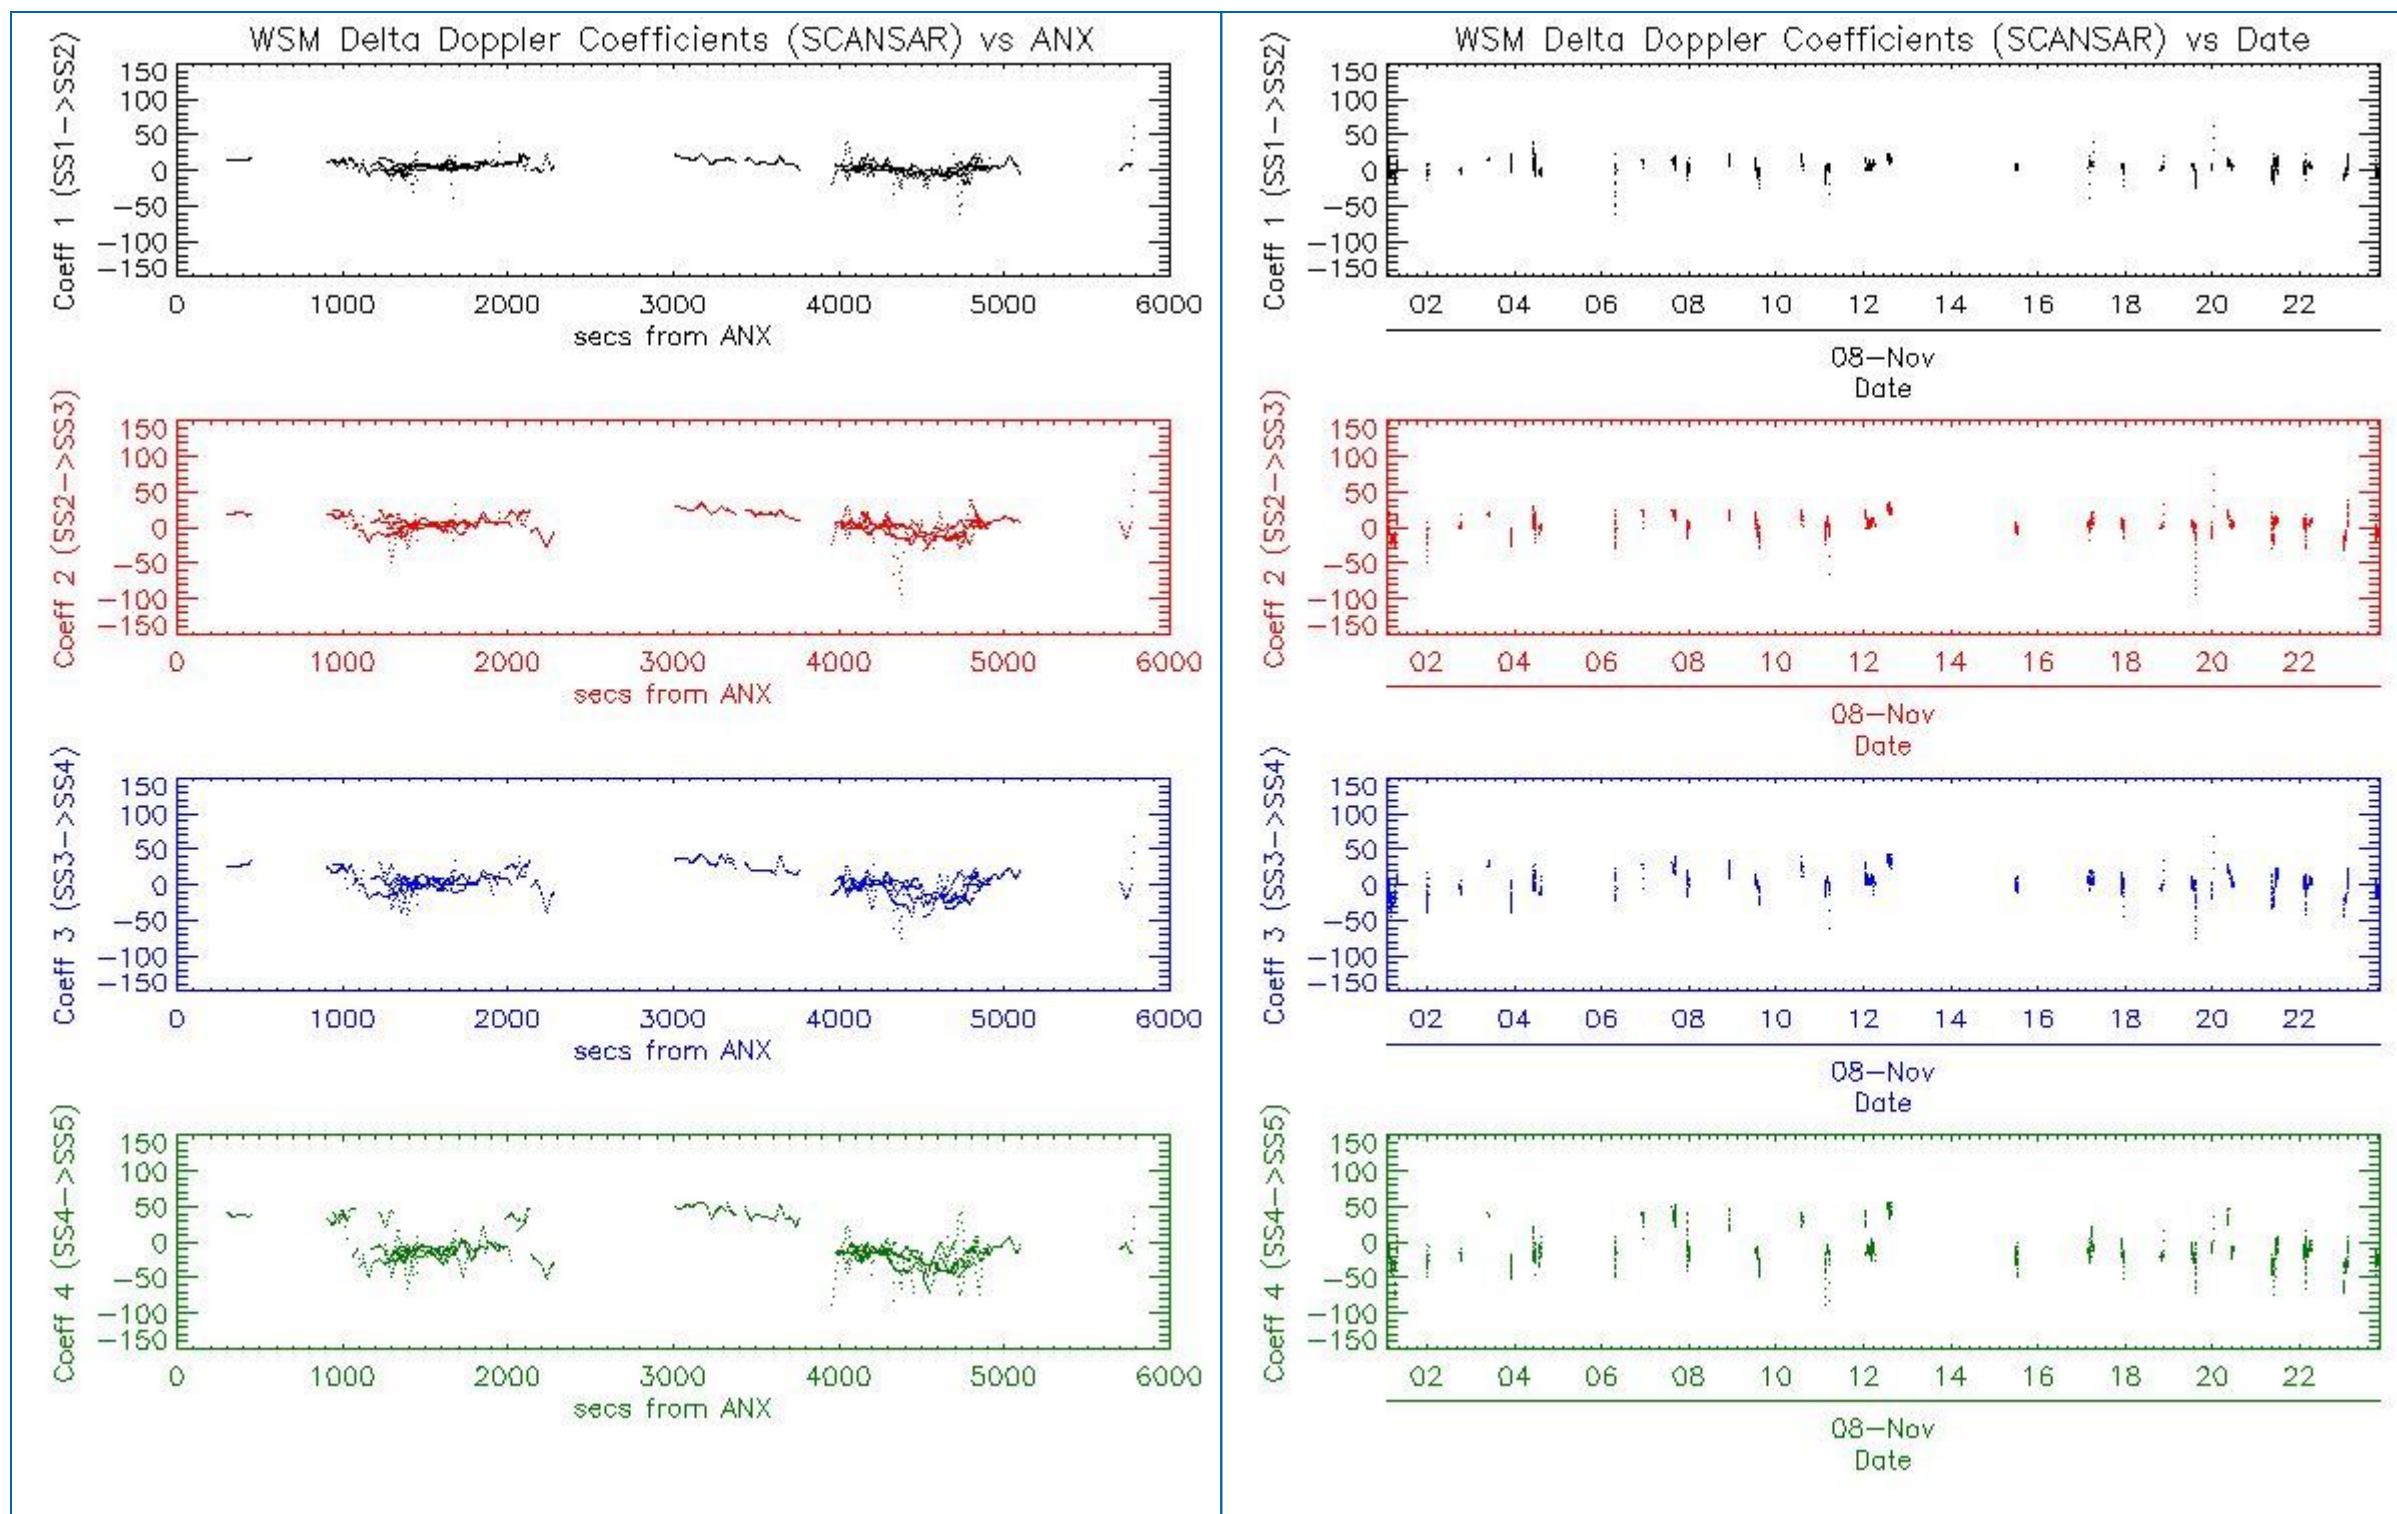 WSM Delta Doppler Coefficients (SCANSAR) vs ANX
Coeff 1 (SS1->SS2)
150
100
50
0
-50
-100
-150
0 1000 2000 3000 4000 5000 6000
secs from ANX
Coeff 2 (SS2->SS3)
150
100
50
0
-50
-100
-150
0 1000 2000 3000 4000 5000 6000
secs from ANX
Coeff 3 (SS3->SS4)
150
100
50
0
-50
-100
-150
0 1000 2000 3000 4000 5000 6000
secs from ANX
Coeff 4 (SS4->SS5)
150
100
50
0
-50
-100
-150
0 1000 2000 3000 4000 5000 6000
secs from ANX
WSM Delta Doppler Coefficients (SCANSAR) vs Date
Coeff 1 (SS1->SS2)
150
100
50
0
-50
-100
-150
02 04 06 08 10 12 14 16 18 20 22
08-Nov
Date
Coeff 2 (SS2->SS3)
150
100
50
0
-50
-100
-150
02 04 06 08 10 12 14 16 18 20 22
08-Nov
Date
Coeff 3 (SS3->SS4)
150
100
50
0
-50
-100
-150
02 04 06 08 10 12 14 16 18 20 22
08-Nov
Date
Coeff 4 (SS4->SS5)
150
100
50
0
-50
-100
-150
02 04 06 08 10 12 14 16 18 20 22
08-Nov
Date